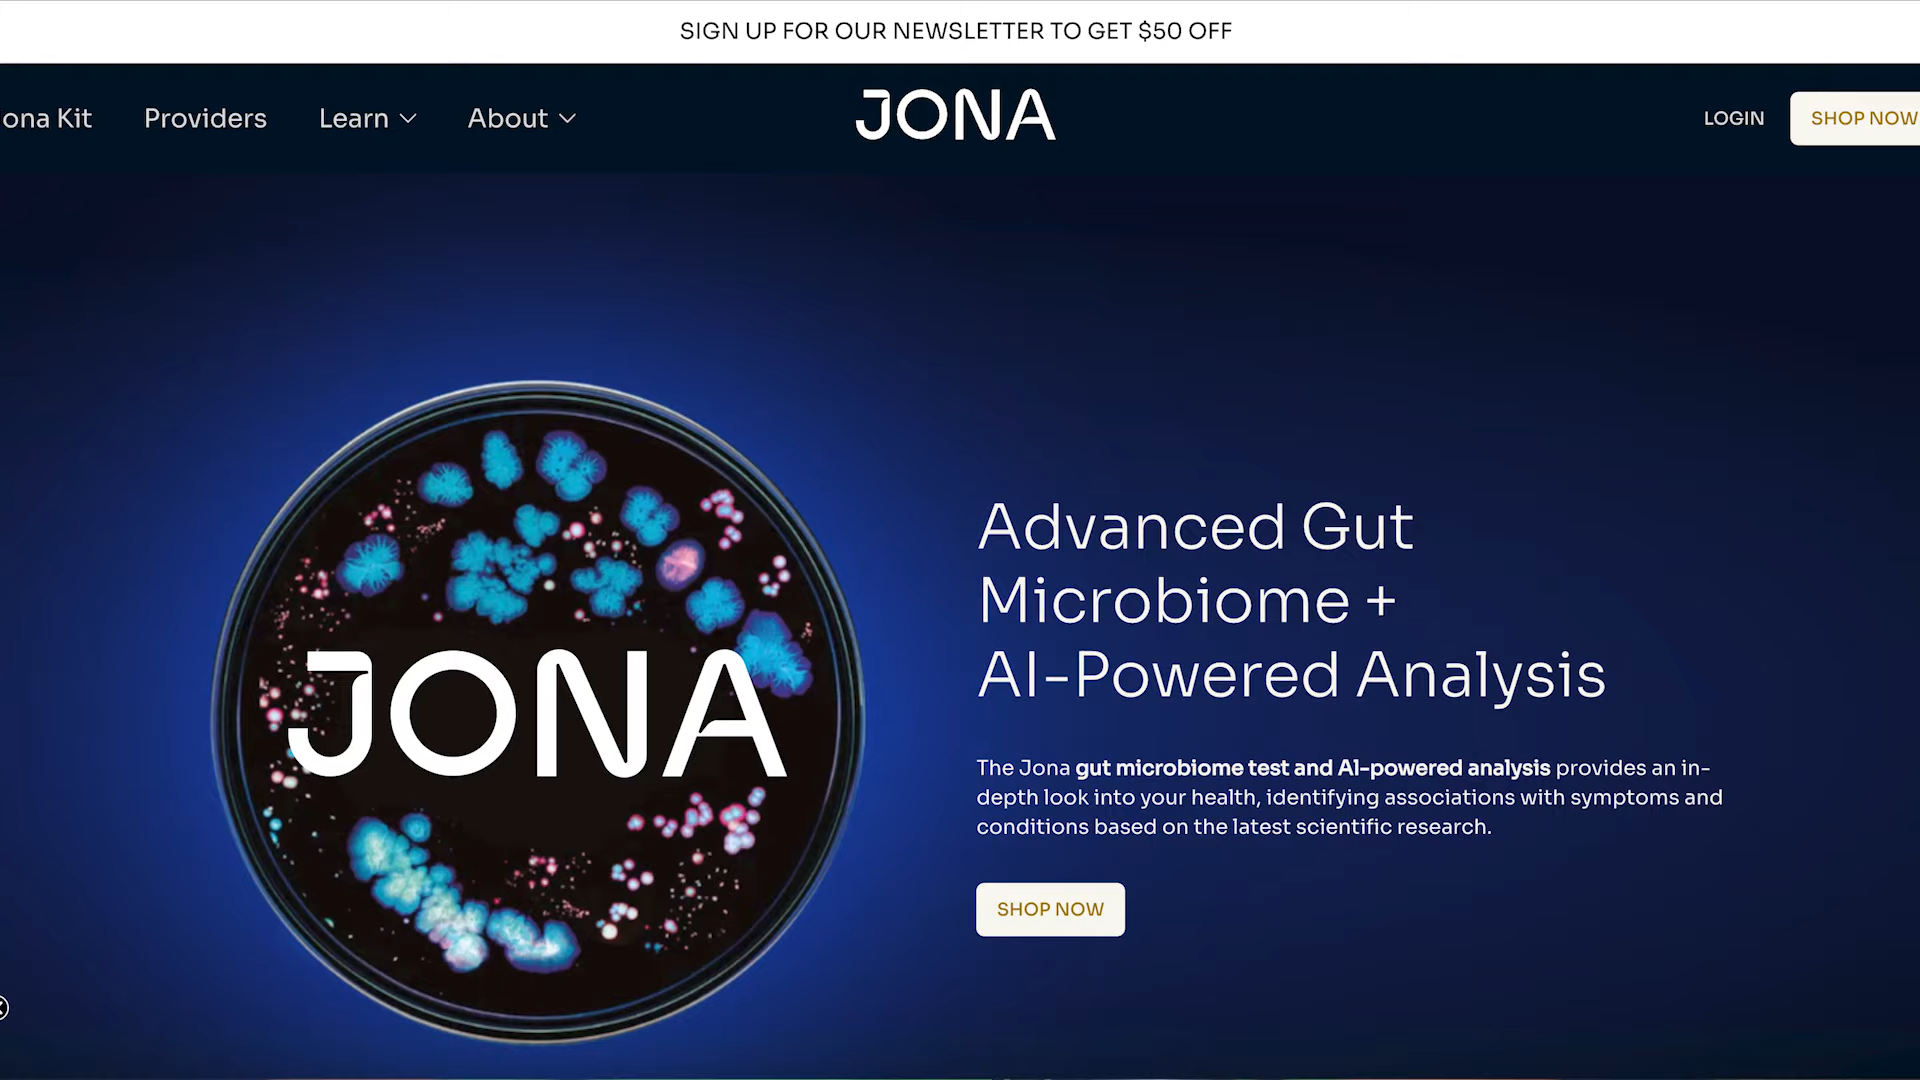 SIGN UP FOR OUR NEWSLETTER TO GET $50 OFF
ona Kit
Providers
Learn
About
JONA
LOGIN
SHOP NOW
JONA
Advanced Gut
Microbiome +
AI-Powered Analysis
The Jona gut microbiome test and AI-powered analysis provides an in-
depth look into your health, identifying associations with symptoms and
conditions based on the latest scientific research.
SHOP NOW